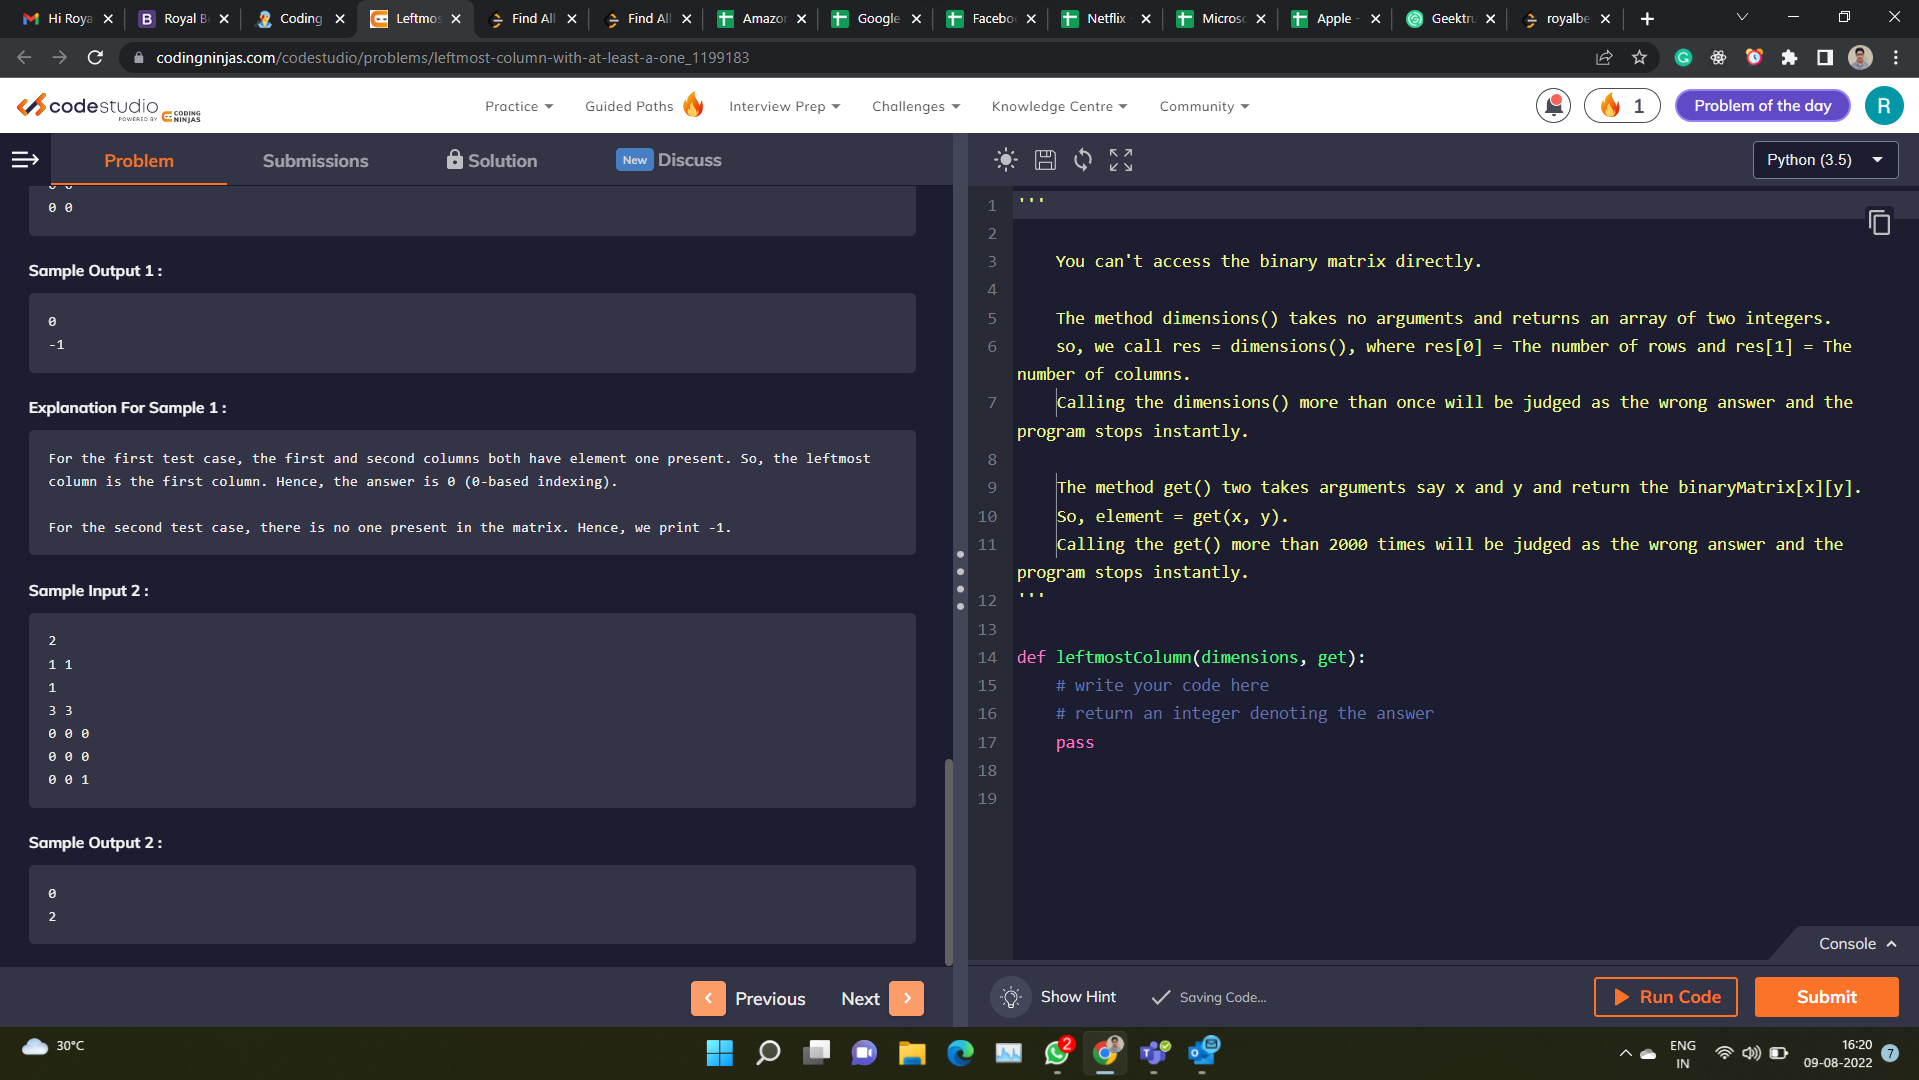 Hi Roya
Royal B
Coding
Leftmos
Find All
Find All
Amazon
Google
Facebo
Netflix
Microso
Apple -
Geektru
royalbe
codingninjas.com/codestudio/problems/leftmost-column-with-at-least-a-one_1199183
codestudio
POWERED BY CODING NINJAS
Practice
Guided Paths
Interview Prep
Challenges
Knowledge Centre
Community
1
Problem of the day
R
Problem
Submissions
Solution
New Discuss
Python (3.5)
0 0
Sample Output 1 :
0
-1
Explanation For Sample 1 :
For the first test case, the first and second columns both have element one present. So, the leftmost
column is the first column. Hence, the answer is 0 (0-based indexing).
For the second test case, there is no one present in the matrix. Hence, we print -1.
Sample Input 2 :
2
1 1
1
3 3
0 0 0
0 0 0
0 0 1
Sample Output 2 :
0
2
Previous
Next
1 '''
2
3 You can't access the binary matrix directly.
4
5 The method dimensions() takes no arguments and returns an array of two integers.
6 so, we call res = dimensions(), where res[0] = The number of rows and res[1] = The
number of columns.
7 Calling the dimensions() more than once will be judged as the wrong answer and the
program stops instantly.
8
9 The method get() two takes arguments say x and y and return the binaryMatrix[x][y].
10 So, element = get(x, y).
11 Calling the get() more than 2000 times will be judged as the wrong answer and the
program stops instantly.
12 '''
13
14 def leftmostColumn(dimensions, get):
15 # write your code here
16 # return an integer denoting the answer
17 pass
18
19
Console
Show Hint
Saving Code...
Run Code
Submit
30°C
2
ENG
IN
16:20
09-08-2022
7